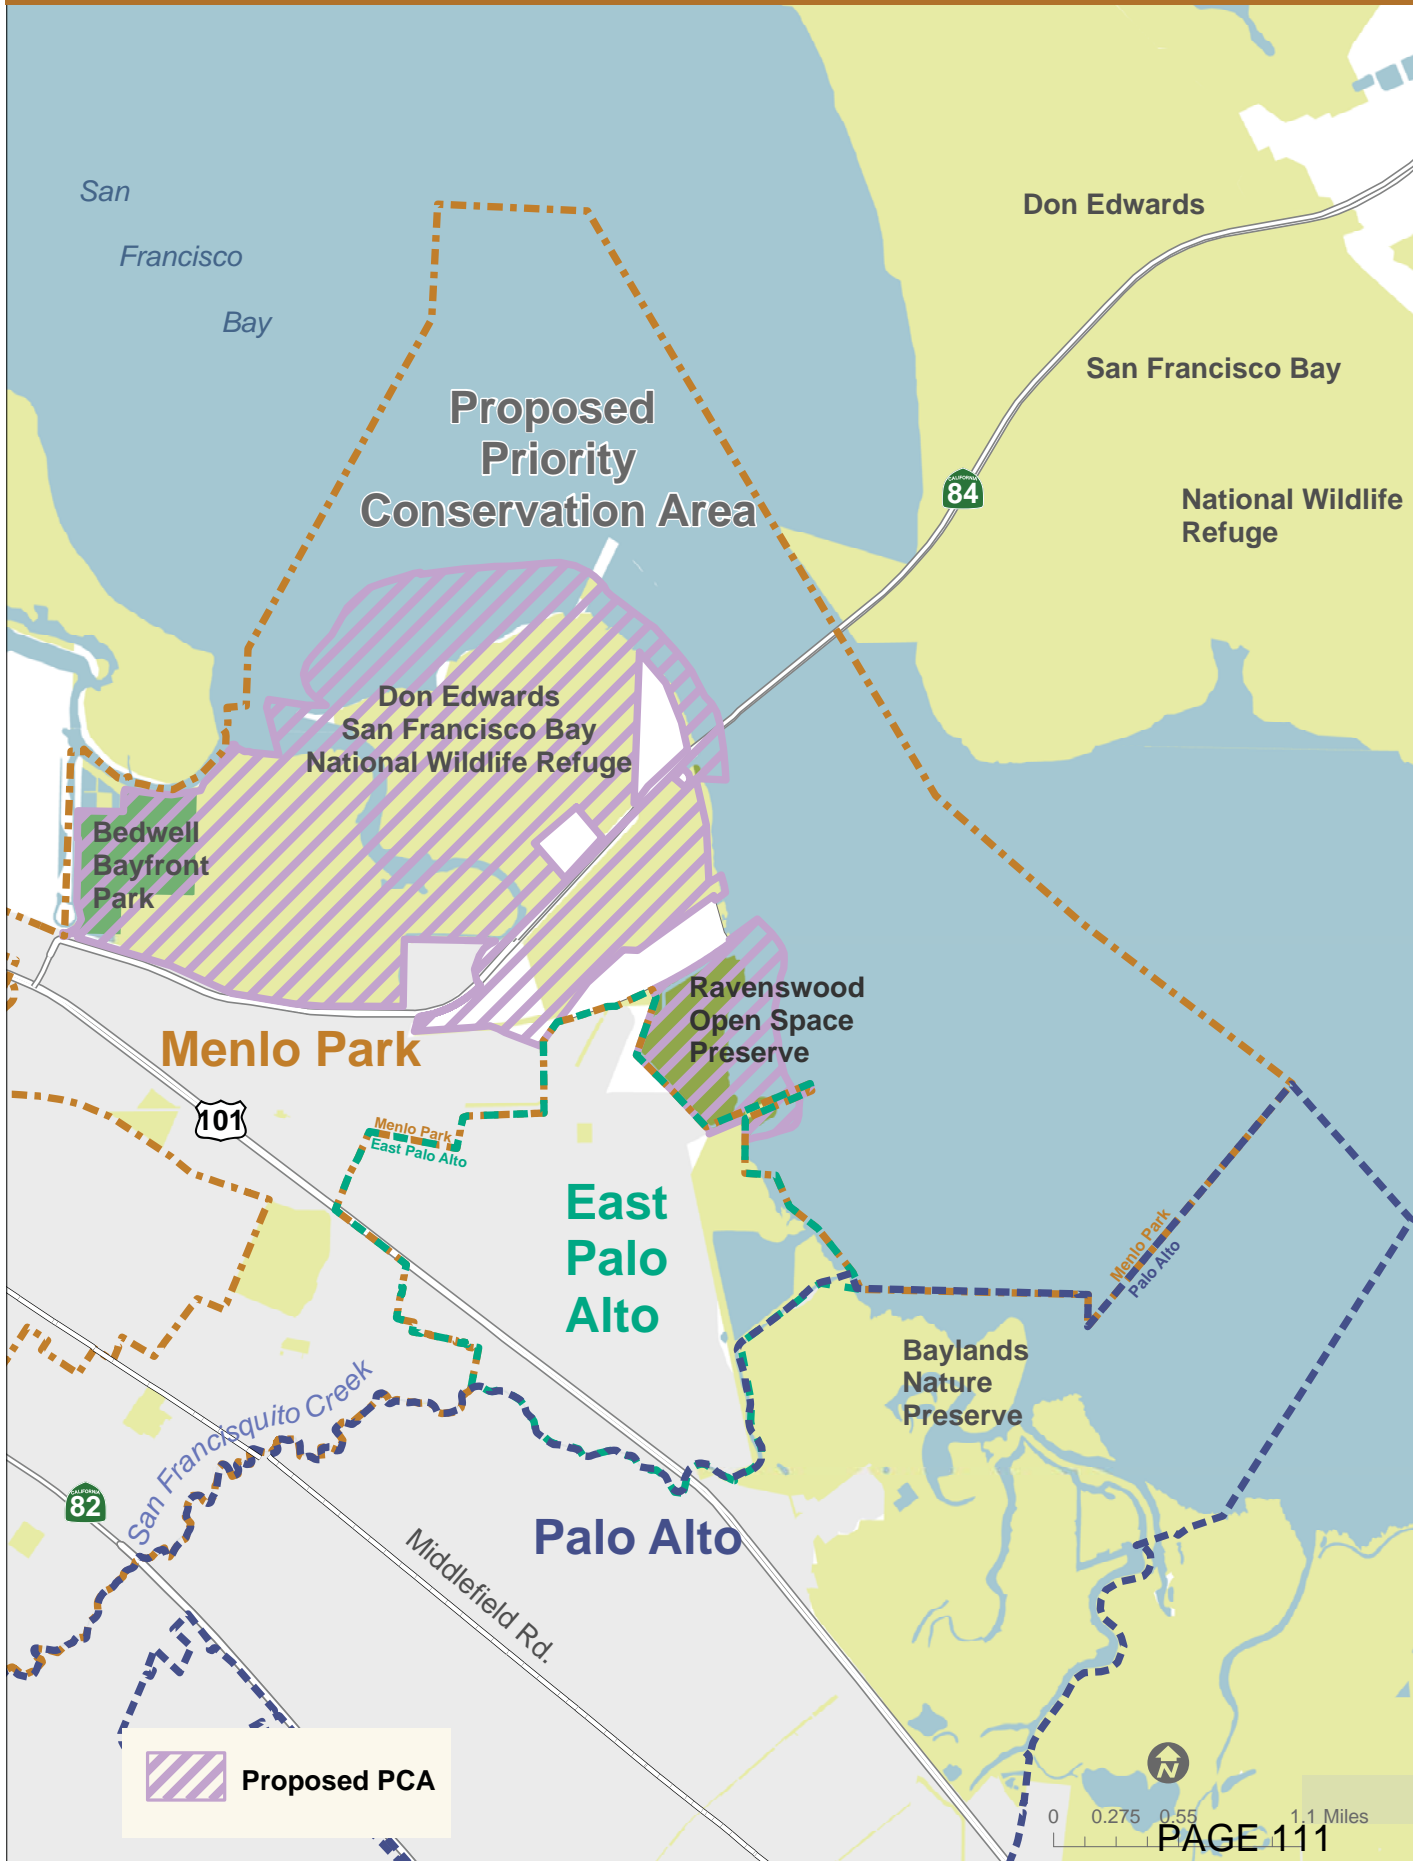 San
Francisco
Bay
Don Edwards
San Francisco Bay
National Wildlife
Refuge
Proposed
Priority
Conservation Area
CALIFORNIA
84
Don Edwards
San Francisco Bay
National Wildlife Refuge
Bedwell
Bayfront
Park
Ravenswood
Open Space
Preserve
Menlo Park
101
Menlo Park
East Palo Alto
East
Palo
Alto
Menlo Park
Palo Alto
Baylands
Nature
Preserve
San Francisquito Creek
CALIFORNIA
82
Palo Alto
Middlefield Rd.
Proposed PCA
N
0 0.275 0.55 1.1 Miles
PAGE 111